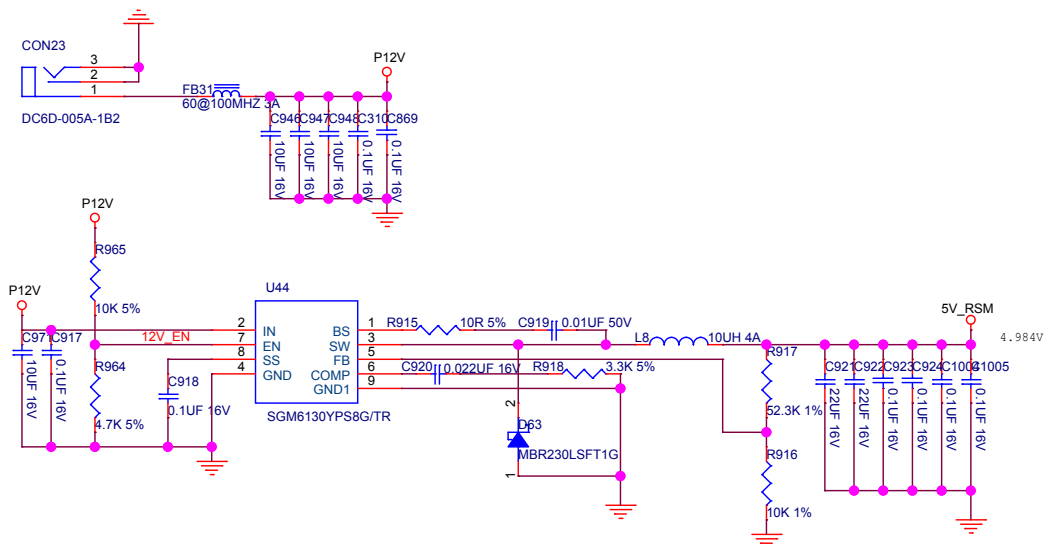 CON23
3
2
1
DC6D-005A-1B2
FB31
60@100MHZ 3A
P12V
C946
C947
C948
C310
C869
10UF 16V
10UF 16V
10UF 16V
0.1UF 16V
0.1UF 16V
P12V
R965
10K 5%
P12V
C971
C917
10UF 16V
0.1UF 16V
12V_EN
R964
4.7K 5%
C918
0.1UF 16V
U44
2 IN
7 EN
8 SS
4 GND
BS 1
SW 3
FB 5
COMP 6
GND1 9
SGM6130YPS8G/TR
R915
10R 5%
C919
0.01UF 50V
C920
0.022UF 16V
R918
3.3K 5%
2
D63
MBR230LSFT1G
1
L8
10UH 4A
R917
52.3K 1%
R916
10K 1%
5V_RSM
4.984V
C921
C922
C923
C924
C1005
22UF 16V
22UF 16V
0.1UF 16V
0.1UF 16V
0.1UF 16V
0.1UF 16V